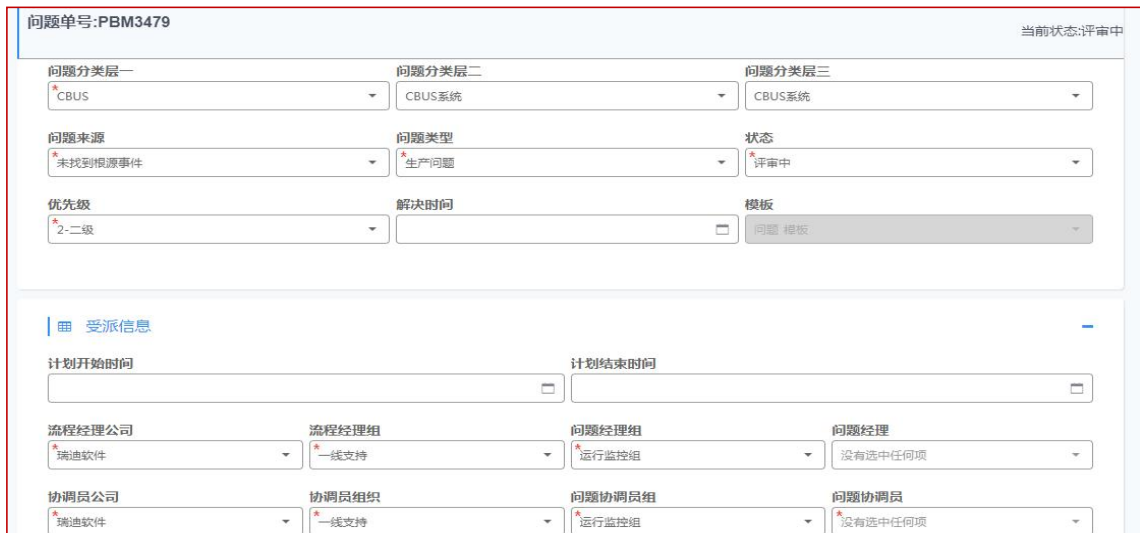 问题单号:PBM3479
当前状态:评审中
问题分类层一 问题分类层二 问题分类层三
*CBUS CBUS系统 CBUS系统
问题来源 问题类型 状态
*未找到根源事件 *生产问题 *评审中
优先级 解决时间 模板
*2-二级 问题 模板
受派信息
计划开始时间 计划结束时间
流程经理公司 流程经理组 问题经理组 问题经理
*瑞迪软件 *一线支持 *运行监控组 没有选中任何项
协调员公司 协调员组织 问题协调员组 问题协调员
*瑞迪软件 *一线支持 *运行监控组 *没有选中任何项